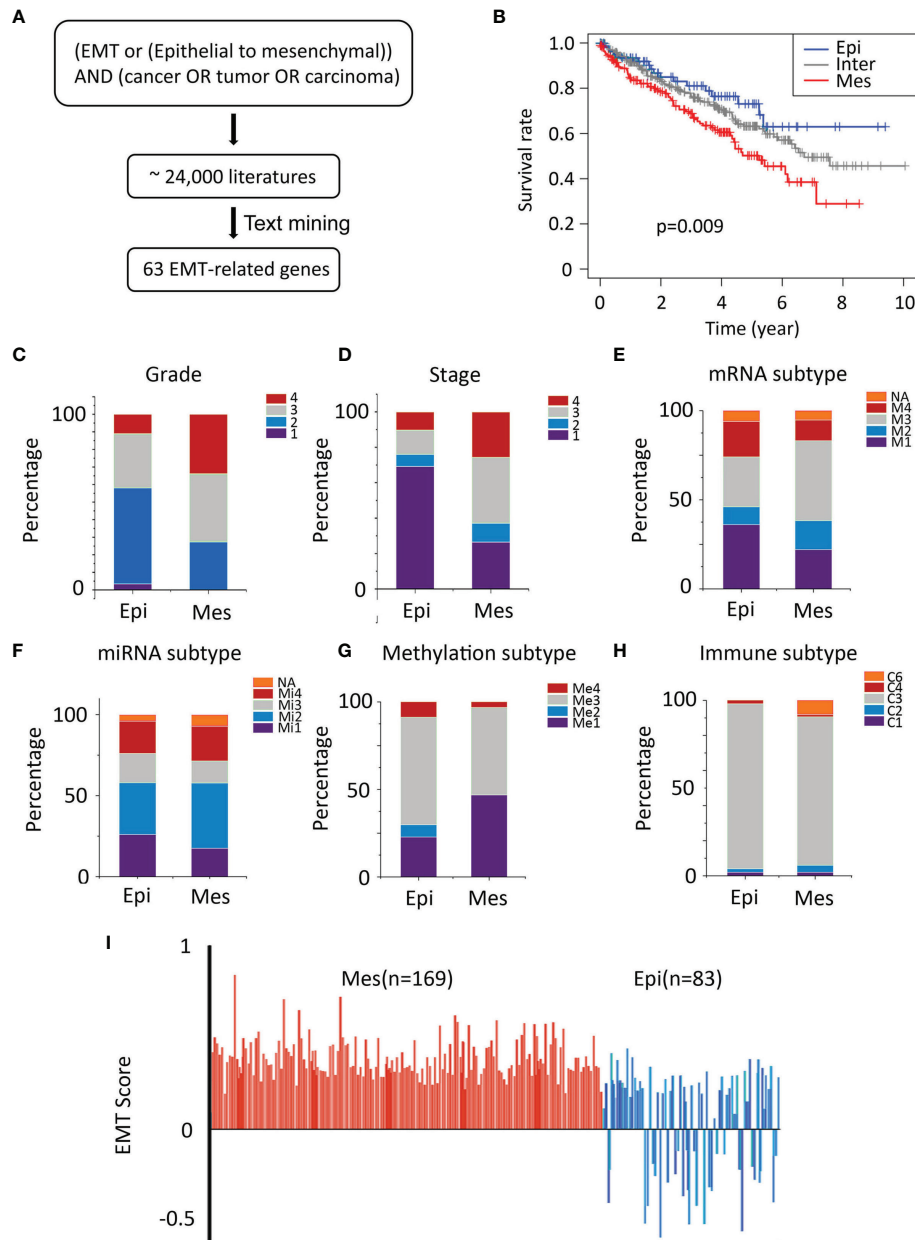 A
(EMT or (Epithelial to mesenchymal))
AND (cancer OR tumor OR carcinoma)
~ 24,000 literatures
Text mining
63 EMT-related genes
B
Survival rate
1.0
0.8
0.6
0.4
0.2
0
Epi
Inter
Mes
p=0.009
0 2 4 6 8 10
Time (year)
C
Grade
4
3
2
1
Percentage
100
0
Epi Mes
D
Stage
4
3
2
1
Percentage
100
0
Epi Mes
E
mRNA subtype
NA
M4
M3
M2
M1
Percentage
100
50
0
Epi Mes
F
miRNA subtype
NA
Mi4
Mi3
Mi2
Mi1
Percentage
100
50
0
Epi Mes
G
Methylation subtype
Me4
Me3
Me2
Me1
Percentage
100
50
0
Epi Mes
H
Immune subtype
C6
C4
C3
C2
C1
Percentage
100
50
0
Epi Mes
I
EMT Score
1
0
-0.5
Mes(n=169) Epi(n=83)